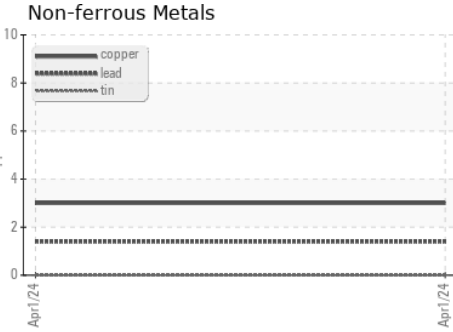 Non-ferrous Metals
10
copper
lead
tin
8
6
4
2
0
Apr1/24
Apr1/24